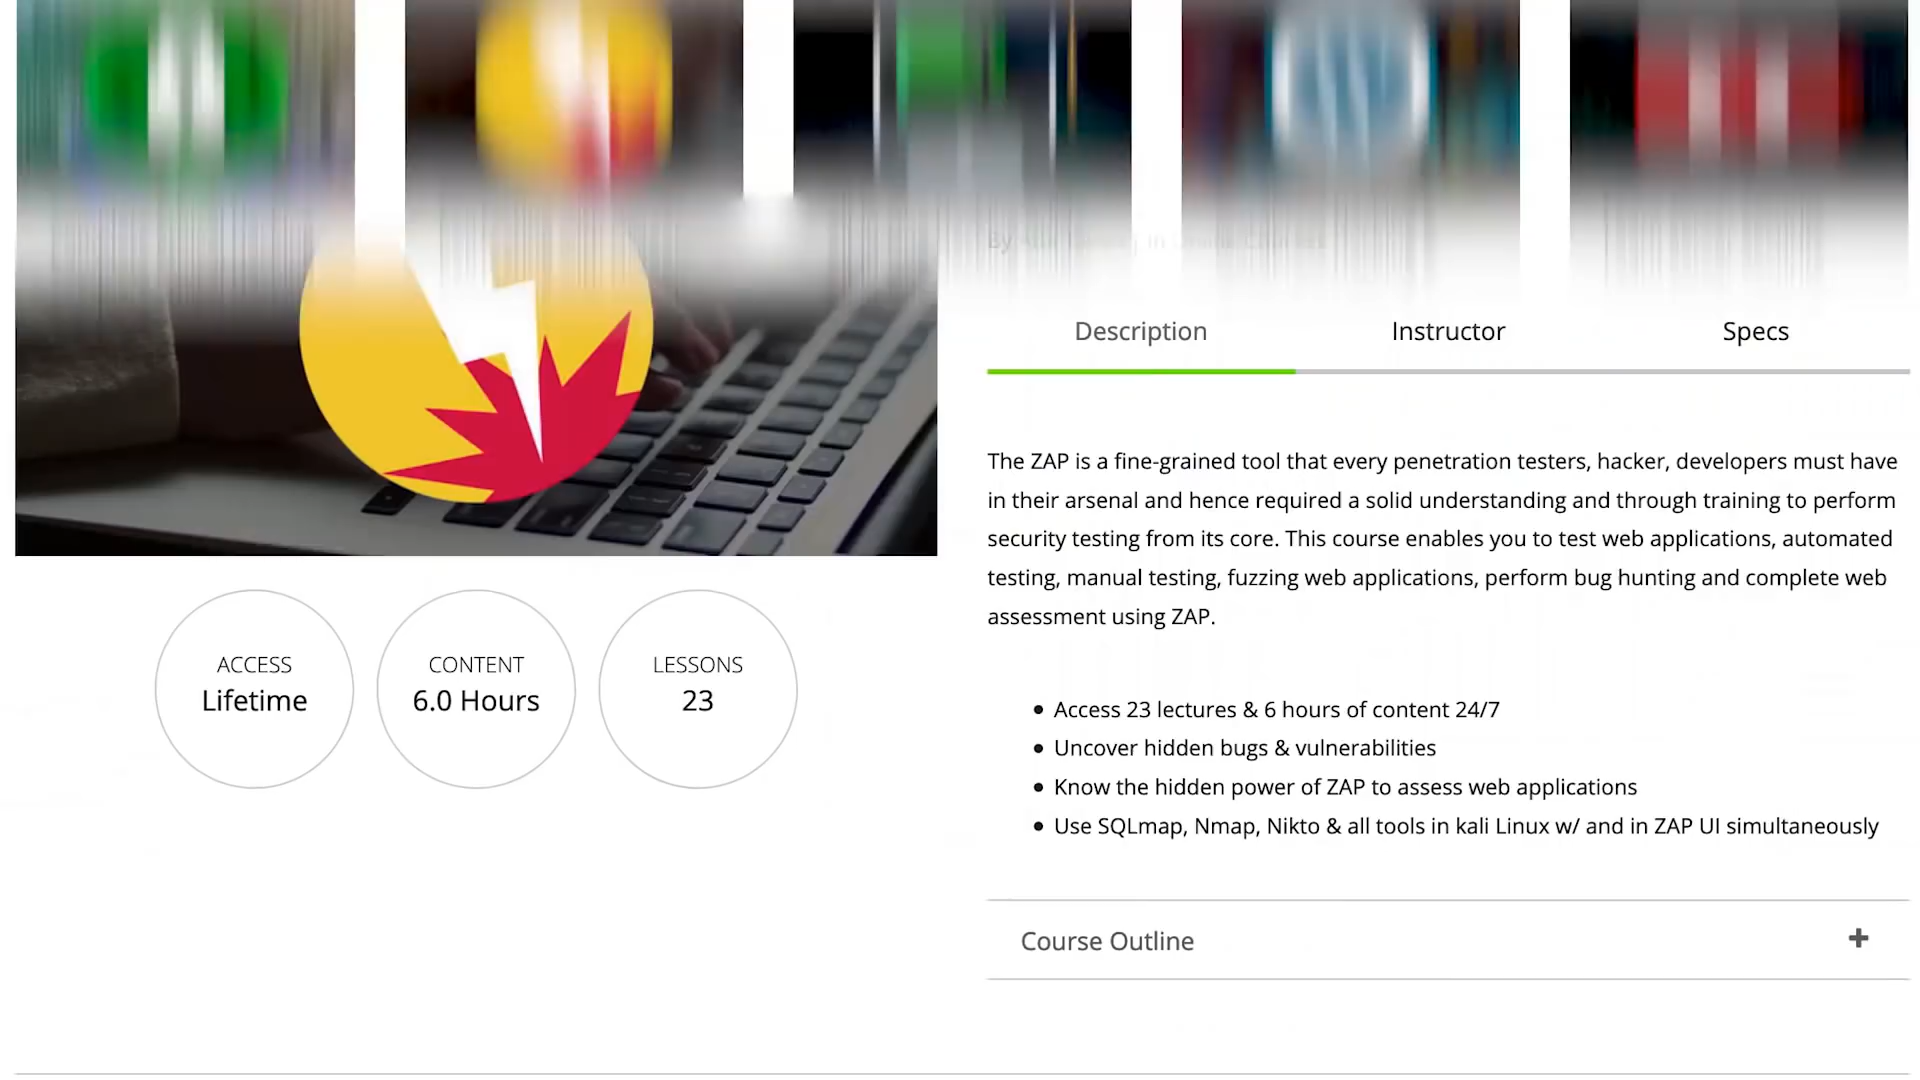 Description
Instructor
Specs
The ZAP is a fine-grained tool that every penetration testers, hacker, developers must have
in their arsenal and hence required a solid understanding and through training to perform
security testing from its core. This course enables you to test web applications, automated
testing, manual testing, fuzzing web applications, perform bug hunting and complete web
assessment using ZAP.
ACCESS
Lifetime
CONTENT
6.0 Hours
LESSONS
23
Access 23 lectures & 6 hours of content 24/7
Uncover hidden bugs & vulnerabilities
Know the hidden power of ZAP to assess web applications
Use SQLmap, Nmap, Nikto & all tools in kali Linux w/ and in ZAP UI simultaneously
Course Outline